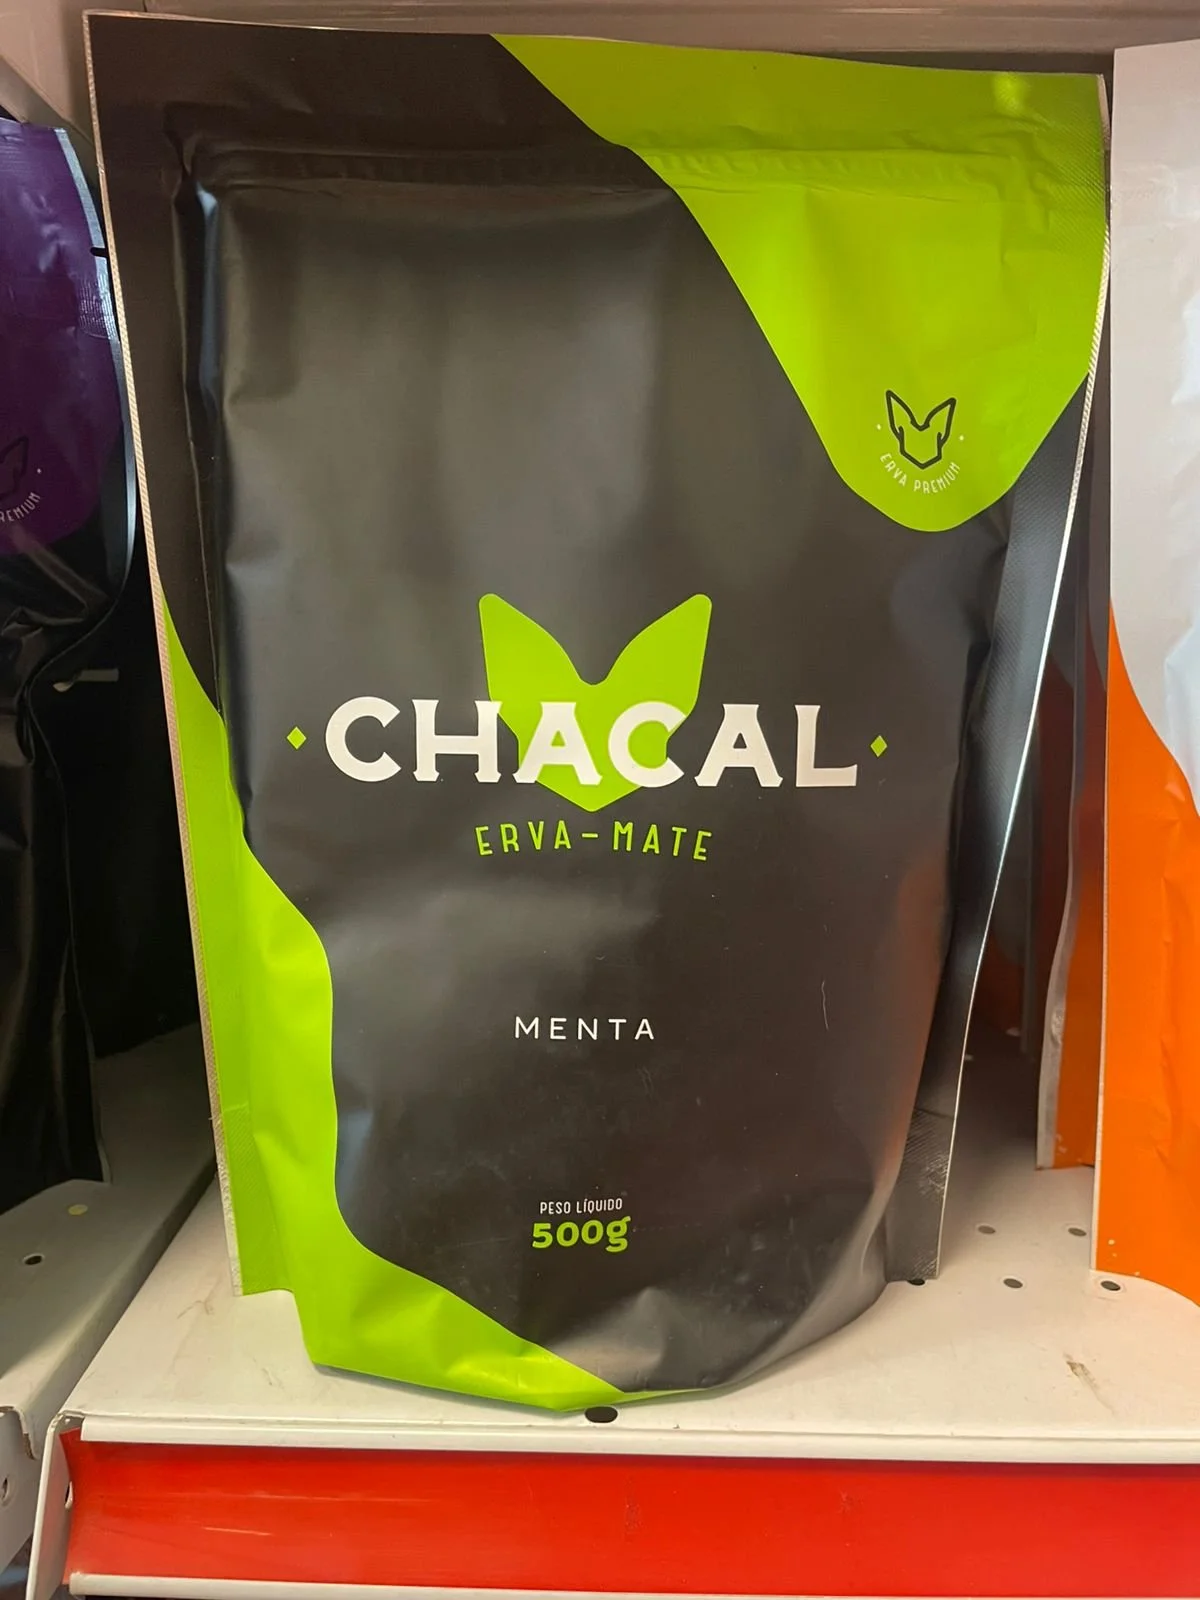 ERVA PREMIUM
CHACAL
ERVA-MATE
MENTA
PESO LÍQUIDO
500g